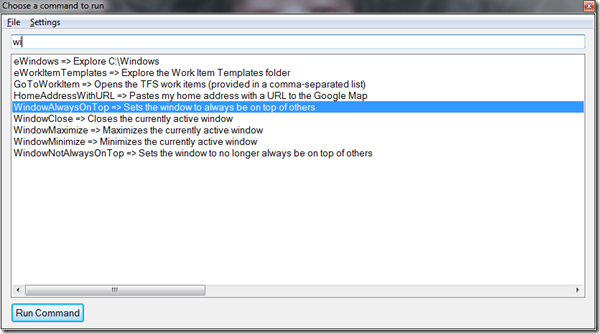 Choose a command to run
File Settings
wi
eWindows => Explore C:\Windows
eWorkItemTemplates => Explore the Work Item Templates folder
GoToWorkItem => Opens the TFS work items (provided in a comma-separated list)
HomeAddressWithURL => Pastes my home address with a URL to the Google Map
WindowAlwaysOnTop => Sets the window to always be on top of others
WindowClose => Closes the currently active window
WindowMaximize => Maximizes the currently active window
WindowMinimize => Minimizes the currently active window
WindowNotAlwaysOnTop => Sets the window to no longer always be on top of others
Run Command